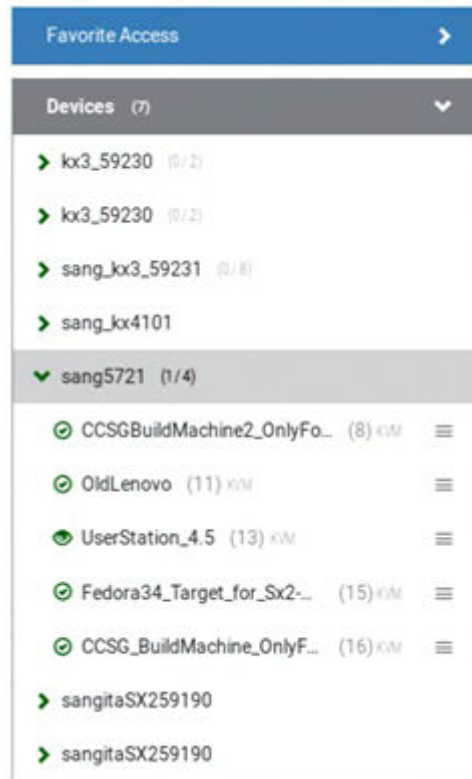 Favorite Access
Devices (7)
kx3_59230 (0/2)
kx3_59230 (0/2)
sang_kx3_59231 (0/8)
sang_kx4101
sang5721 (1/4)
CCSGBuildMachine2_OnlyFo... (8) KVM
OldLenovo (11) KVM
UserStation_4.5 (13) KVM
Fedora34_Target_for_Sx2-... (15) KVM
CCSG_BuildMachine_OnlyF... (16) KVM
sangitaSX259190
sangitaSX259190